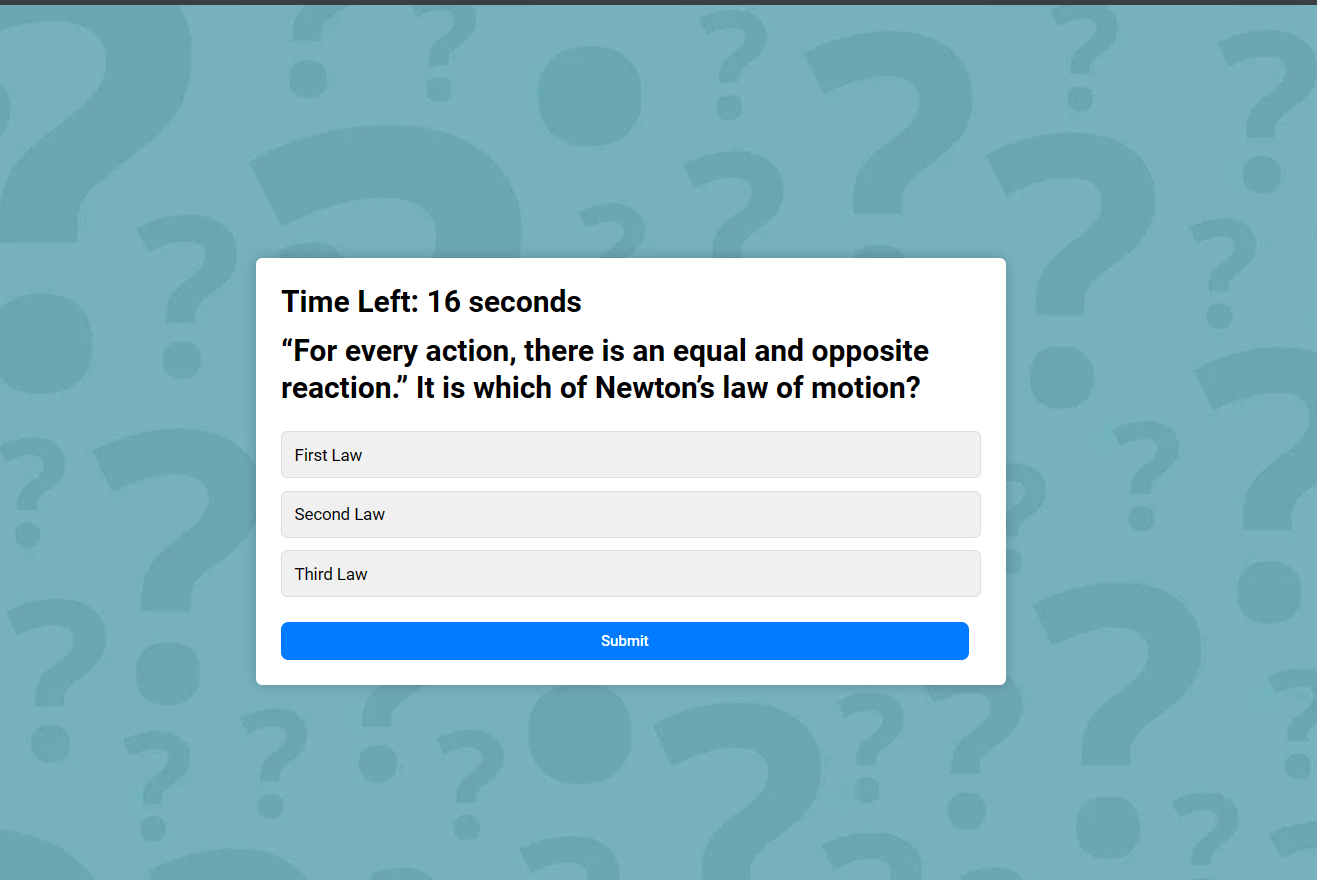 Time Left: 16 seconds
“For every action, there is an equal and opposite
reaction.” It is which of Newton’s law of motion?
First Law
Second Law
Third Law
Submit